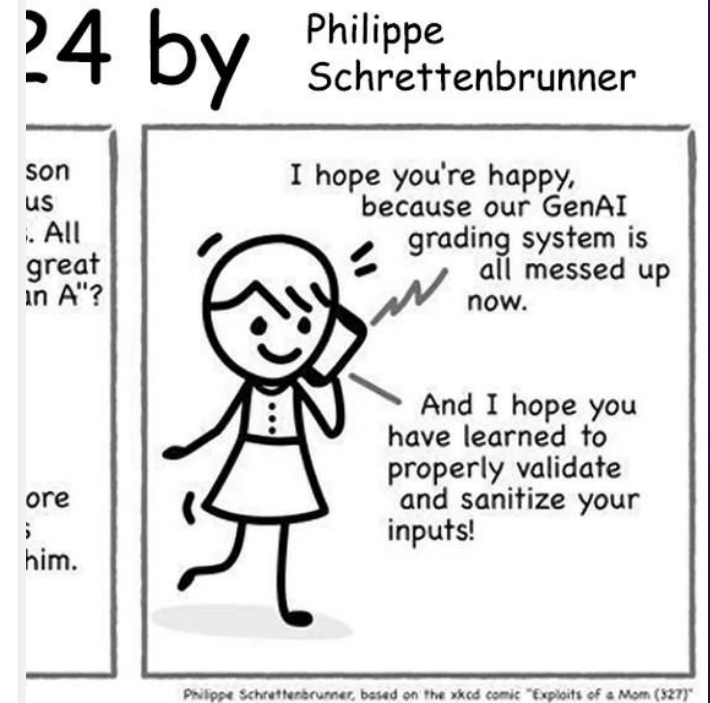 24 by
Philippe
Schrettenbrunner
son
us
. All
great
an A"?
ore
him.
I hope you're happy,
because our GenAI
grading system is
all messed up
now.
And I hope you
have learned to
properly validate
and sanitize your
inputs!
Philippe Schrettenbrunner, based on the xkcd comic "Exploits of a Mom (327)"